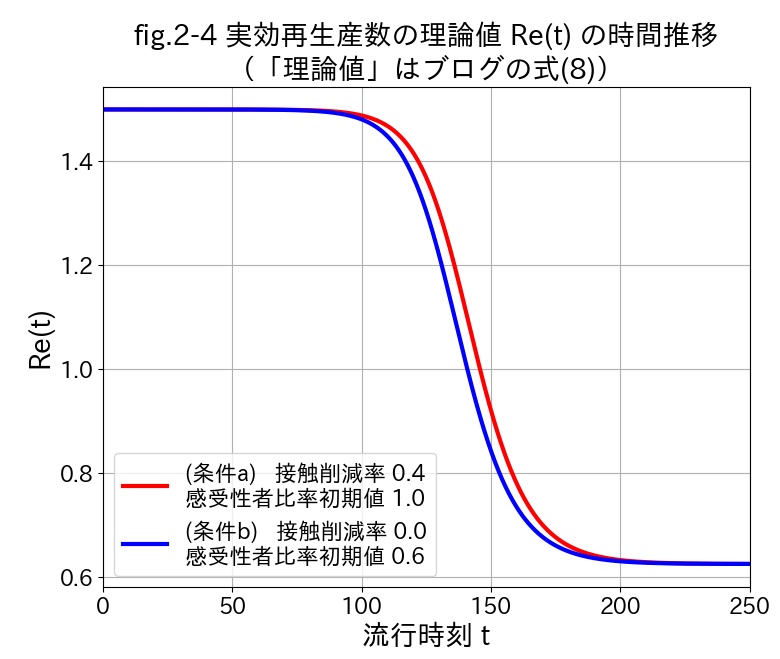 fig.2-4 実効再生産数の理論値 Re(t) の時間推移
（「理論値」はブログの式(8)）
Re(t)
1.4
1.2
1.0
0.8
0.6
(条件a) 接触削減率 0.4
感受性者比率初期値 1.0
(条件b) 接触削減率 0.0
感受性者比率初期値 0.6
0 50 100 150 200 250
流行時刻 t